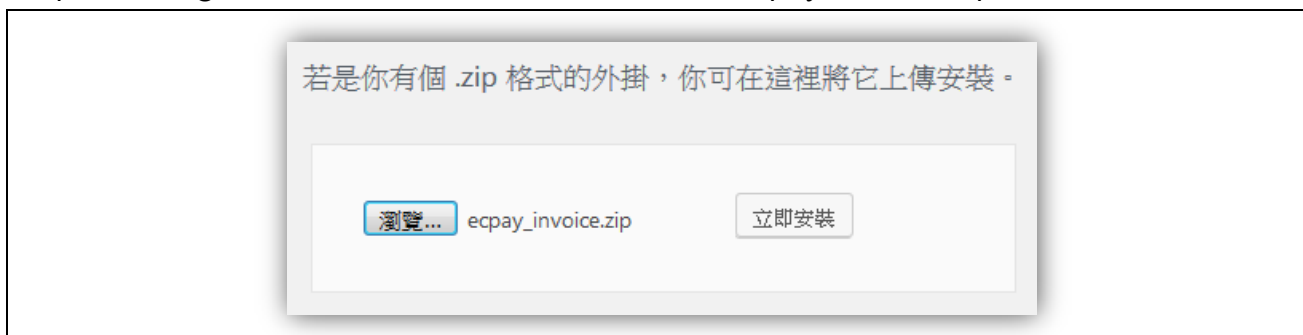 若是你有個 .zip 格式的外掛，你可在這裡將它上傳安裝。
瀏覽... ecpay_invoice.zip 立即安裝